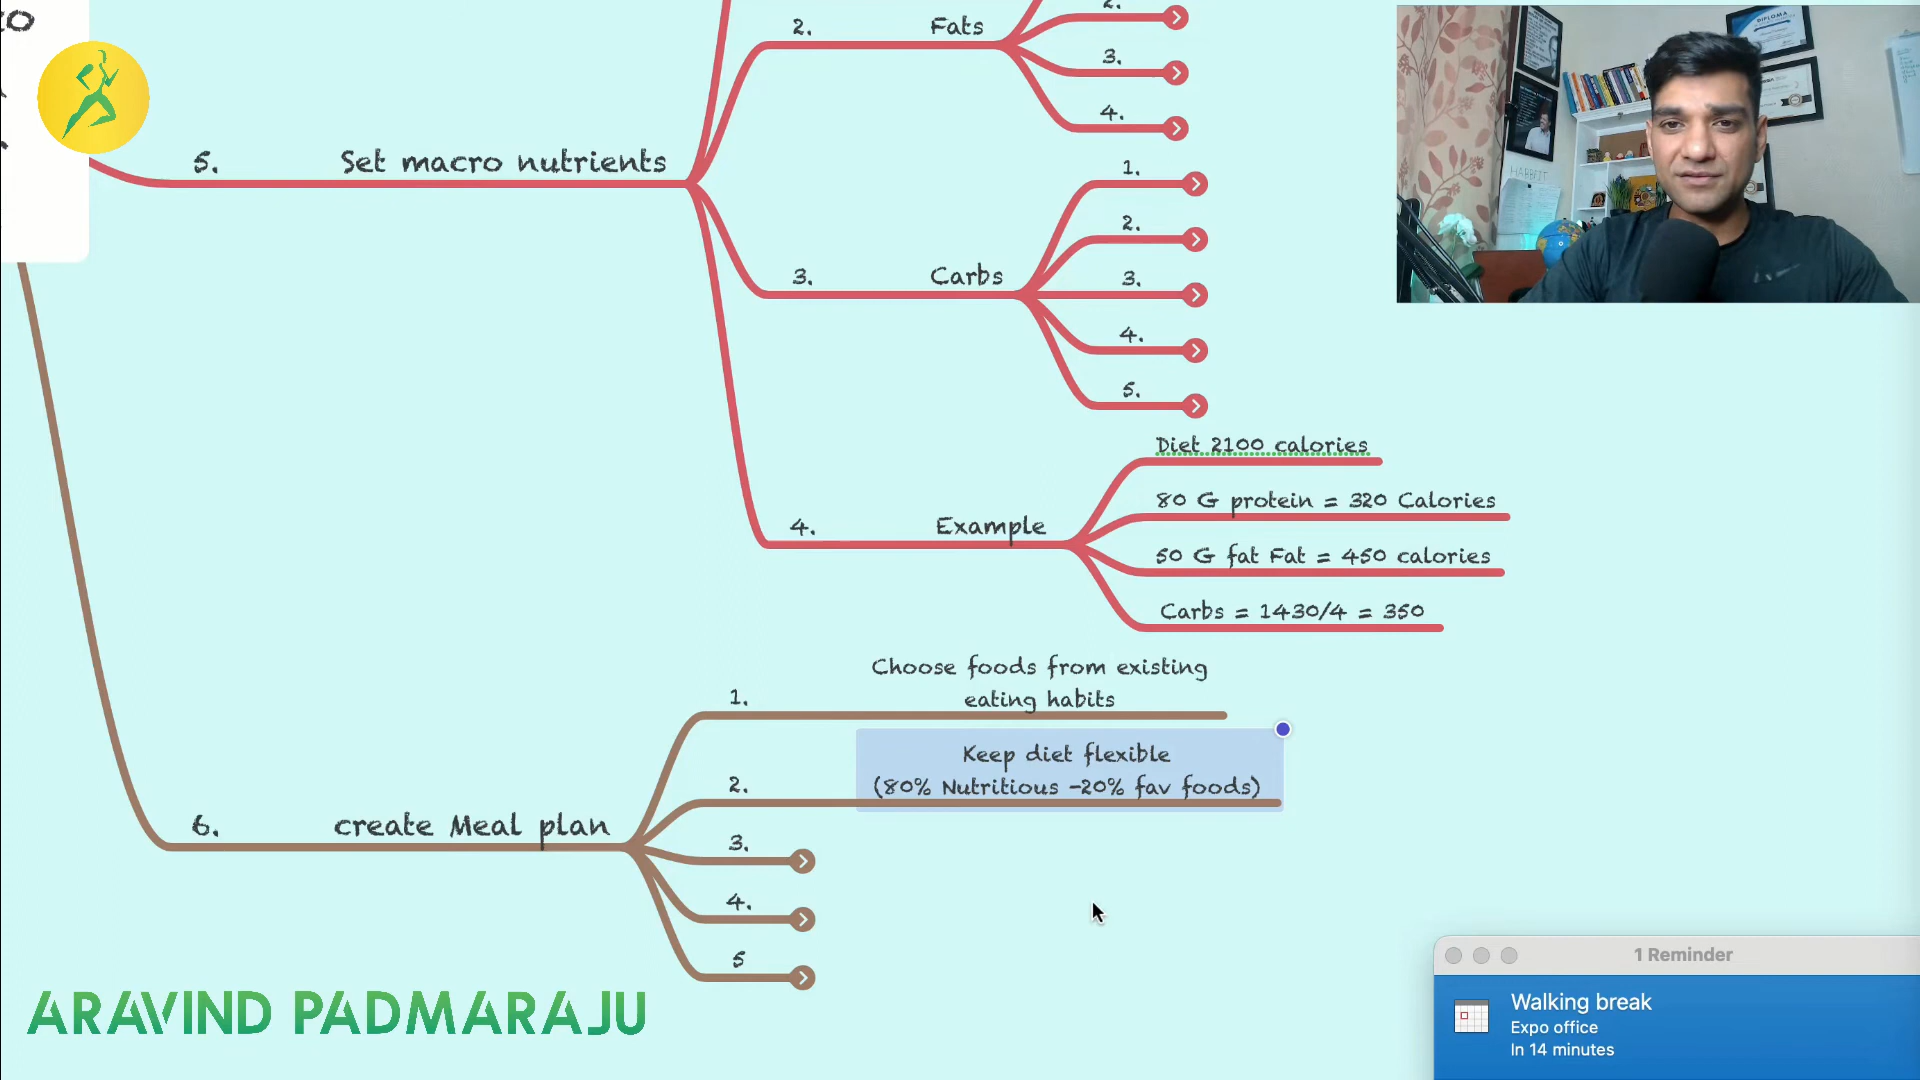 2.
2. Fats
3.
4.
5. Set macro nutrients
1.
2.
3. Carbs
3.
4.
5.
Diet 2100 calories
80 G protein = 320 Calories
4. Example
50 G fat Fat = 450 calories
Carbs = 1430/4 = 350
Choose foods from existing
1. eating habits
Keep diet flexible
2. (80% Nutritious -20% fav foods)
6. create Meal plan
3.
4.
5
ARAVIND PADMARAJU
1 Reminder
Walking break
Expo office
In 14 minutes
DIPLOMA
HABBFIT